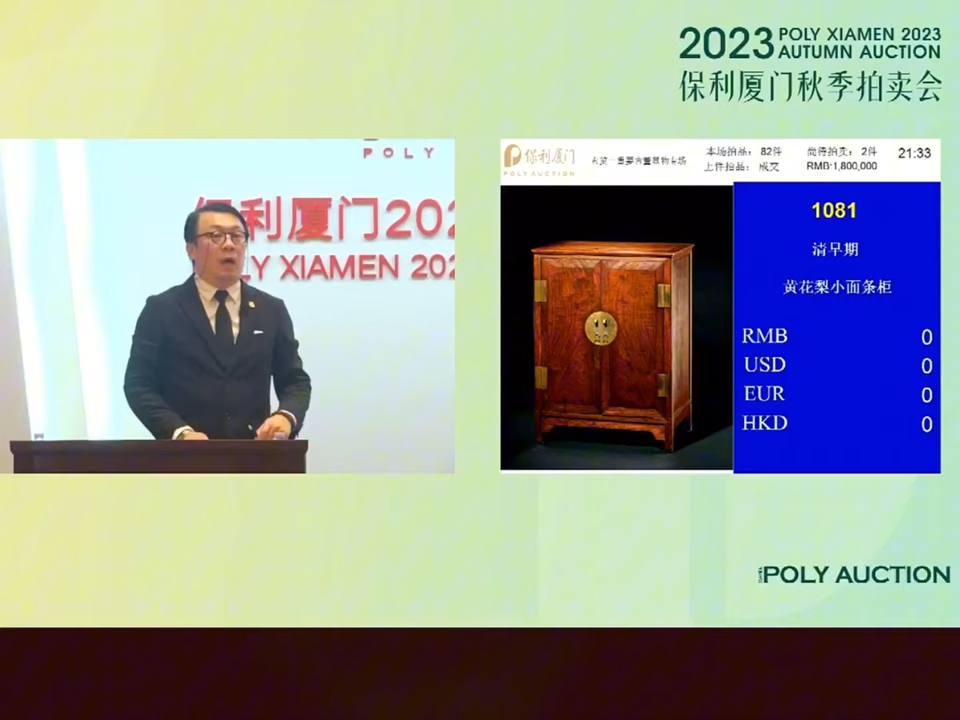 2023 POLY XIAMEN 2023
AUTUMN AUCTION
保利厦门秋季拍卖会
POLY
利厦门202
LY XIAMEN 202
保利厦门
POLY AUCTION
本场拍品： 82件
尚待拍卖： 2件
21:33
上件拍品： 成交
RMB:1,800,000
1081
清早期
黄花梨小面条柜
RMB 0
USD 0
EUR 0
HKD 0
POLY AUCTION